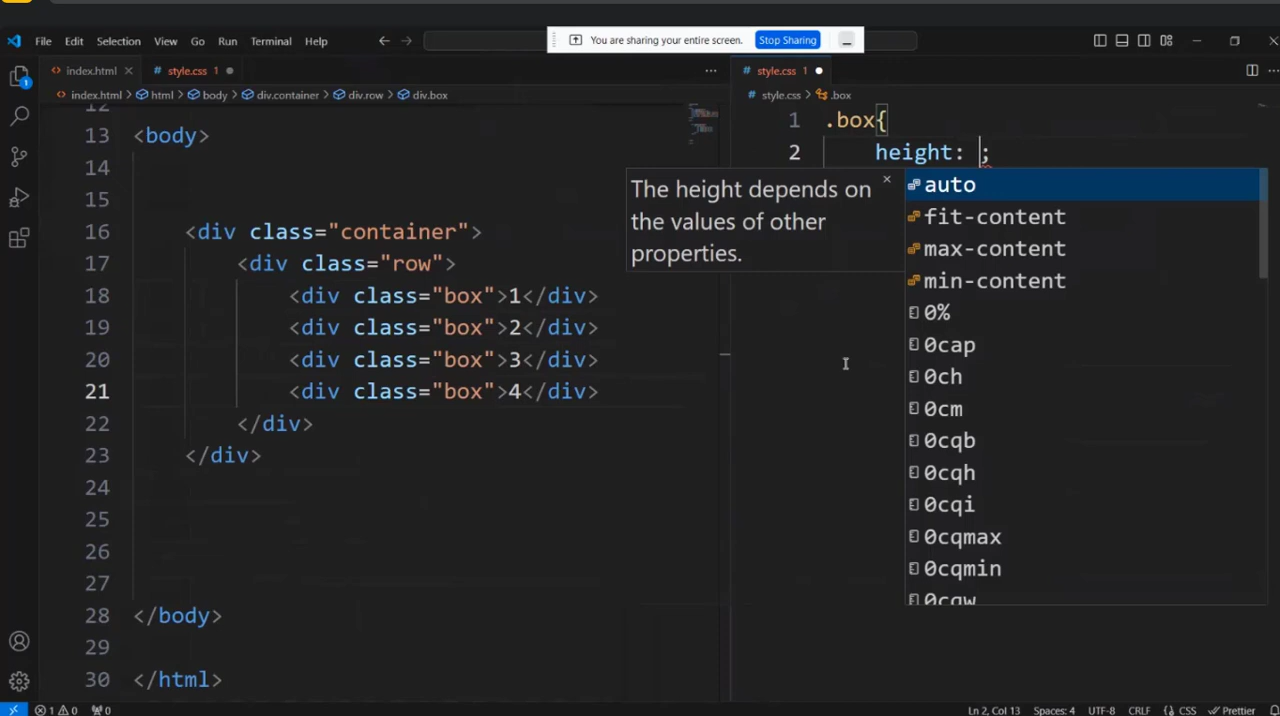 File Edit Selection View Go Run Terminal Help
You are sharing your entire screen. Stop Sharing
index.html
style.css 1
style.css 1
index.html > html > body > div.container > div.row > div.box
style.css > .box
12
13 <body>
14
15
16 <div class="container">
17 <div class="row">
18 <div class="box">1</div>
19 <div class="box">2</div>
20 <div class="box">3</div>
21 <div class="box">4</div>
22 </div>
23 </div>
24
25
26
27
28 </body>
29
30 </html>
1 .box{
2 height: ;
The height depends on
the values of other
properties.
auto
fit-content
max-content
min-content
0%
0cap
0ch
0cm
0cqb
0cqh
0cqi
0cqmax
0cqmin
0cqw
1
1 0 0
Ln 2, Col 13 Spaces: 4 UTF-8 CRLF {} CSS Prettier